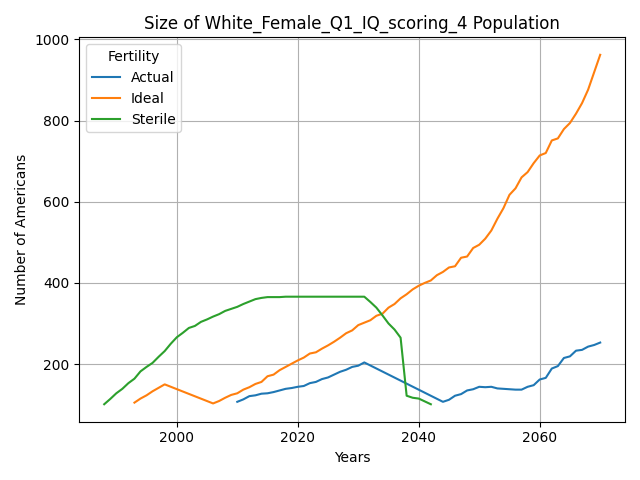 Size of White_Female_Q1_IQ_scoring_4 Population
Fertility
Actual
Ideal
Sterile
Number of Americans
1000
800
600
400
200
2000
2020
2040
2060
Years